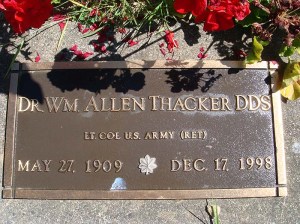 DR. WM. ALLEN THACKER DDS
LT. COL U.S. ARMY (RET)
MAY 27, 1909 DEC. 17, 1998